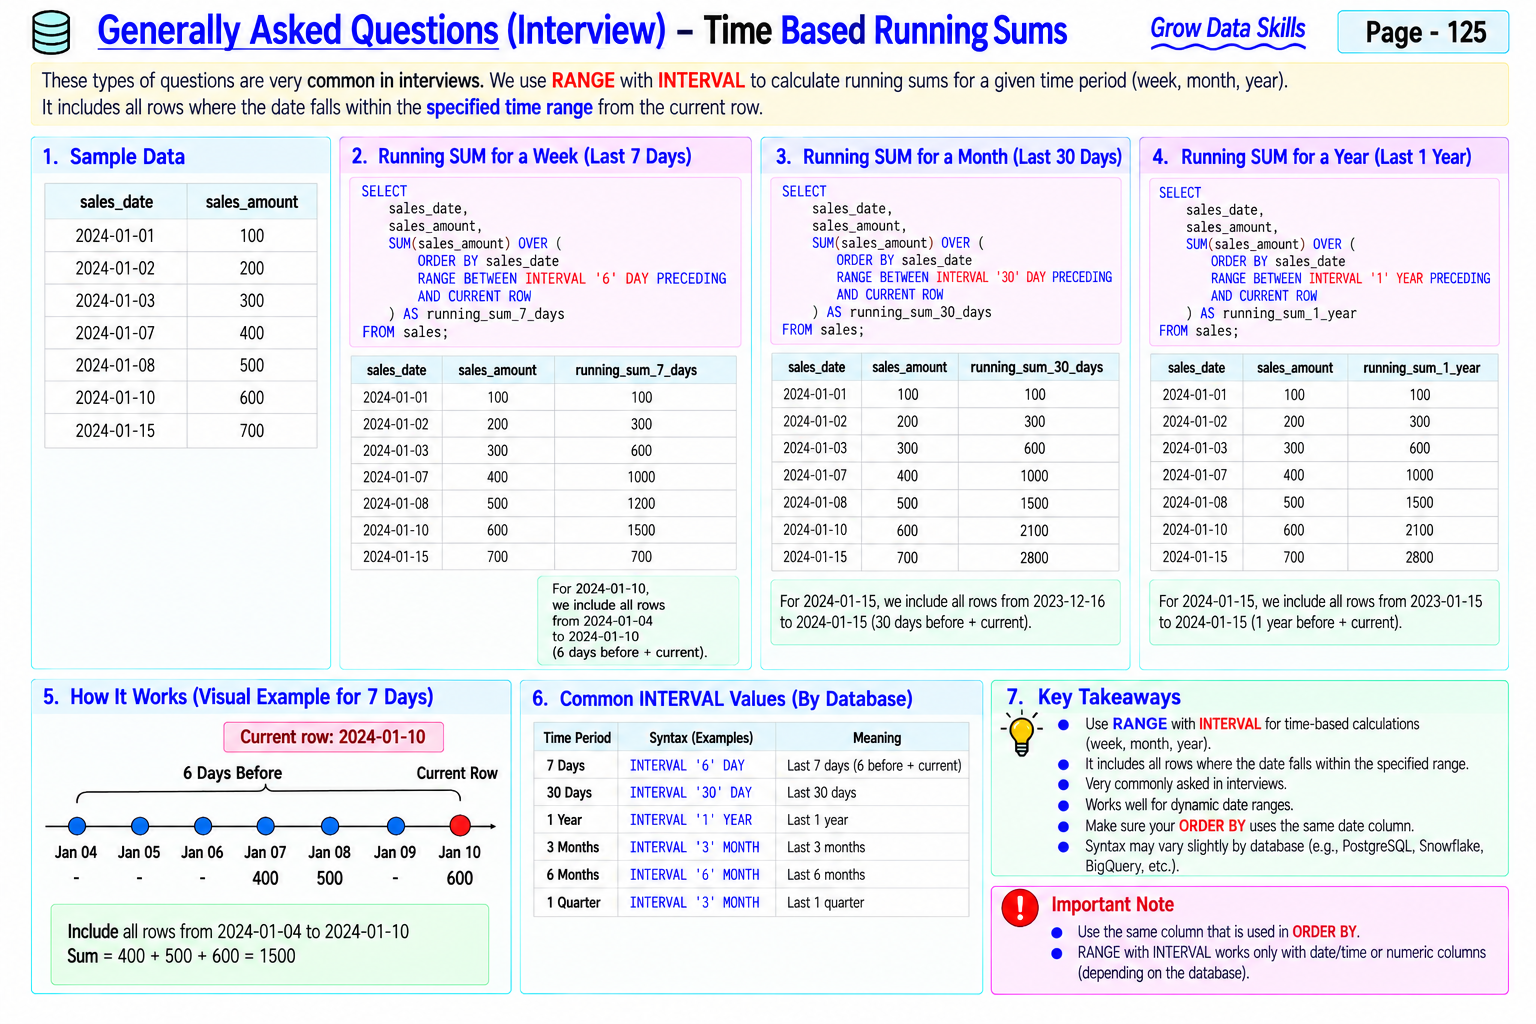 Generally Asked Questions (Interview) – Time Based Running Sums
Grow Data Skills
Page - 125
These types of questions are very common in interviews. We use RANGE with INTERVAL to calculate running sums for a given time period (week, month, year).
It includes all rows where the date falls within the specified time range from the current row.
1. Sample Data
sales_date sales_amount
2024-01-01 100
2024-01-02 200
2024-01-03 300
2024-01-07 400
2024-01-08 500
2024-01-10 600
2024-01-15 700
2. Running SUM for a Week (Last 7 Days)
SELECT
sales_date,
sales_amount,
SUM(sales_amount) OVER (
ORDER BY sales_date
RANGE BETWEEN INTERVAL '6' DAY PRECEDING
AND CURRENT ROW
) AS running_sum_7_days
FROM sales;
sales_date sales_amount running_sum_7_days
2024-01-01 100 100
2024-01-02 200 300
2024-01-03 300 600
2024-01-07 400 1000
2024-01-08 500 1200
2024-01-10 600 1500
2024-01-15 700 700
For 2024-01-10,
we include all rows
from 2024-01-04
to 2024-01-10
(6 days before + current).
3. Running SUM for a Month (Last 30 Days)
SELECT
sales_date,
sales_amount,
SUM(sales_amount) OVER (
ORDER BY sales_date
RANGE BETWEEN INTERVAL '30' DAY PRECEDING
AND CURRENT ROW
) AS running_sum_30_days
FROM sales;
sales_date sales_amount running_sum_30_days
2024-01-01 100 100
2024-01-02 200 300
2024-01-03 300 600
2024-01-07 400 1000
2024-01-08 500 1500
2024-01-10 600 2100
2024-01-15 700 2800
For 2024-01-15, we include all rows from 2023-12-16
to 2024-01-15 (30 days before + current).
4. Running SUM for a Year (Last 1 Year)
SELECT
sales_date,
sales_amount,
SUM(sales_amount) OVER (
ORDER BY sales_date
RANGE BETWEEN INTERVAL '1' YEAR PRECEDING
AND CURRENT ROW
) AS running_sum_1_year
FROM sales;
sales_date sales_amount running_sum_1_year
2024-01-01 100 100
2024-01-02 200 300
2024-01-03 300 600
2024-01-07 400 1000
2024-01-08 500 1500
2024-01-10 600 2100
2024-01-15 700 2800
For 2024-01-15, we include all rows from 2023-01-15
to 2024-01-15 (1 year before + current).
5. How It Works (Visual Example for 7 Days)
Current row: 2024-01-10
6 Days Before Current Row
Jan 04 Jan 05 Jan 06 Jan 07 Jan 08 Jan 09 Jan 10
- - - 400 500 - 600
Include all rows from 2024-01-04 to 2024-01-10
Sum = 400 + 500 + 600 = 1500
6. Common INTERVAL Values (By Database)
Time Period Syntax (Examples) Meaning
7 Days INTERVAL '6' DAY Last 7 days (6 before + current)
30 Days INTERVAL '30' DAY Last 30 days
1 Year INTERVAL '1' YEAR Last 1 year
3 Months INTERVAL '3' MONTH Last 3 months
6 Months INTERVAL '6' MONTH Last 6 months
1 Quarter INTERVAL '3' MONTH Last 1 quarter
7. Key Takeaways
● Use RANGE with INTERVAL for time-based calculations
(week, month, year).
● It includes all rows where the date falls within the specified range.
● Very commonly asked in interviews.
● Works well for dynamic date ranges.
● Make sure your ORDER BY uses the same date column.
● Syntax may vary slightly by database (e.g., PostgreSQL, Snowflake,
BigQuery, etc.).
! Important Note
● Use the same column that is used in ORDER BY.
● RANGE with INTERVAL works only with date/time or numeric columns
(depending on the database).